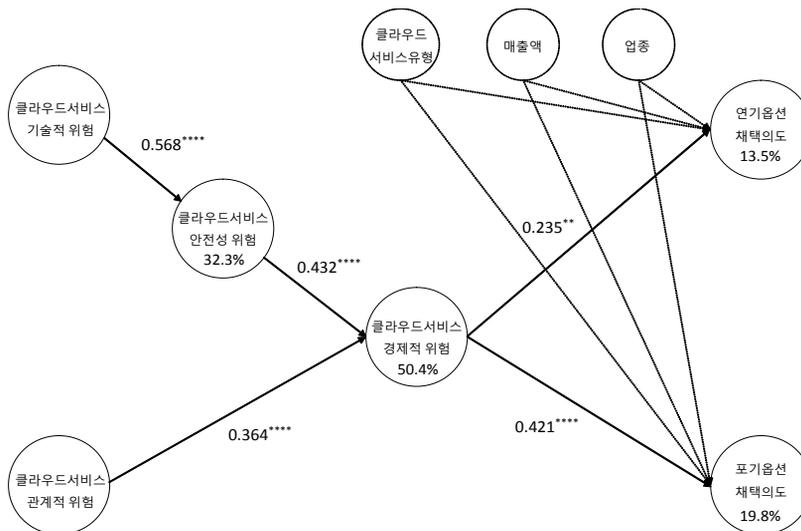 클라우드
서비스유형
매출액
업종
클라우드서비스
기술적 위험
연기옵션
채택의도
13.5%
0.568****
클라우드서비스
안전성 위험
32.3%
0.235**
0.432****
클라우드서비스
경제적 위험
50.4%
0.364****
0.421****
클라우드서비스
관계적 위험
포기옵션
채택의도
19.8%